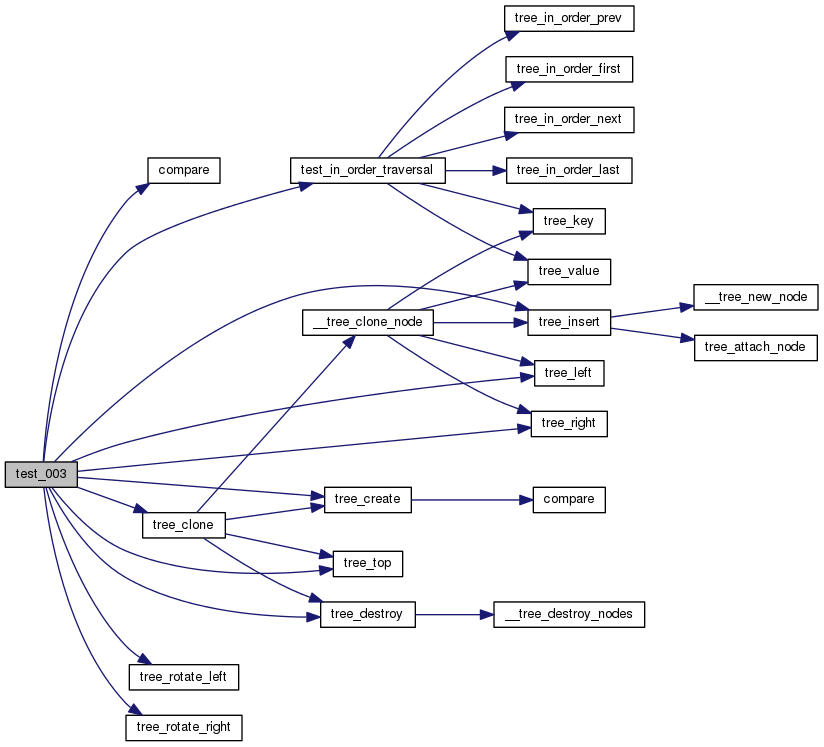 tree_in_order_prev
tree_in_order_first
tree_in_order_next
compare
test_in_order_traversal
tree_in_order_last
tree_key
tree_value
__tree_new_node
__tree_clone_node
tree_insert
tree_attach_node
tree_left
tree_right
test_003
tree_create
compare
tree_clone
tree_top
tree_destroy
__tree_destroy_nodes
tree_rotate_left
tree_rotate_right